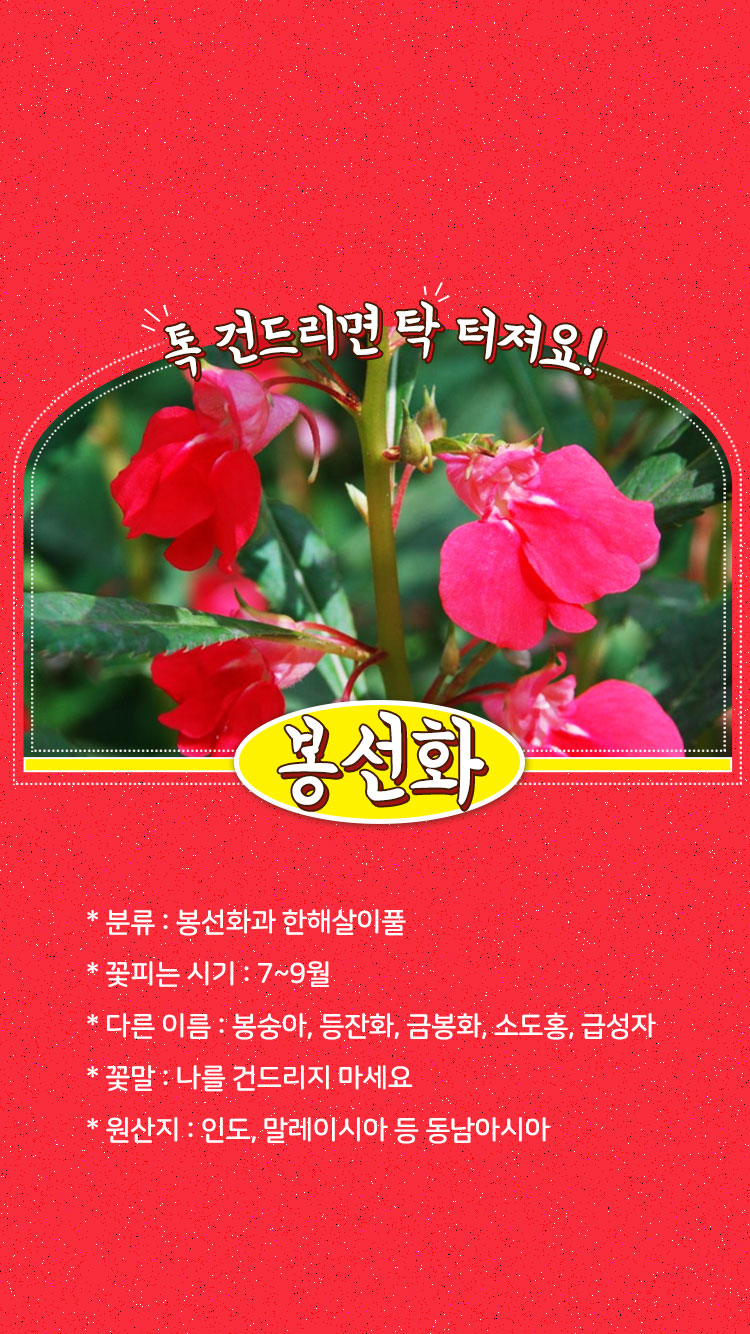 톡 건드리면 탁 터져요!
봉선화
* 분류 : 봉선화과 한해살이풀
* 꽃피는 시기 : 7~9월
* 다른 이름 : 봉숭아, 등잔화, 금봉화, 소도홍, 급성자
* 꽃말 : 나를 건드리지 마세요
* 원산지 : 인도, 말레이시아 등 동남아시아